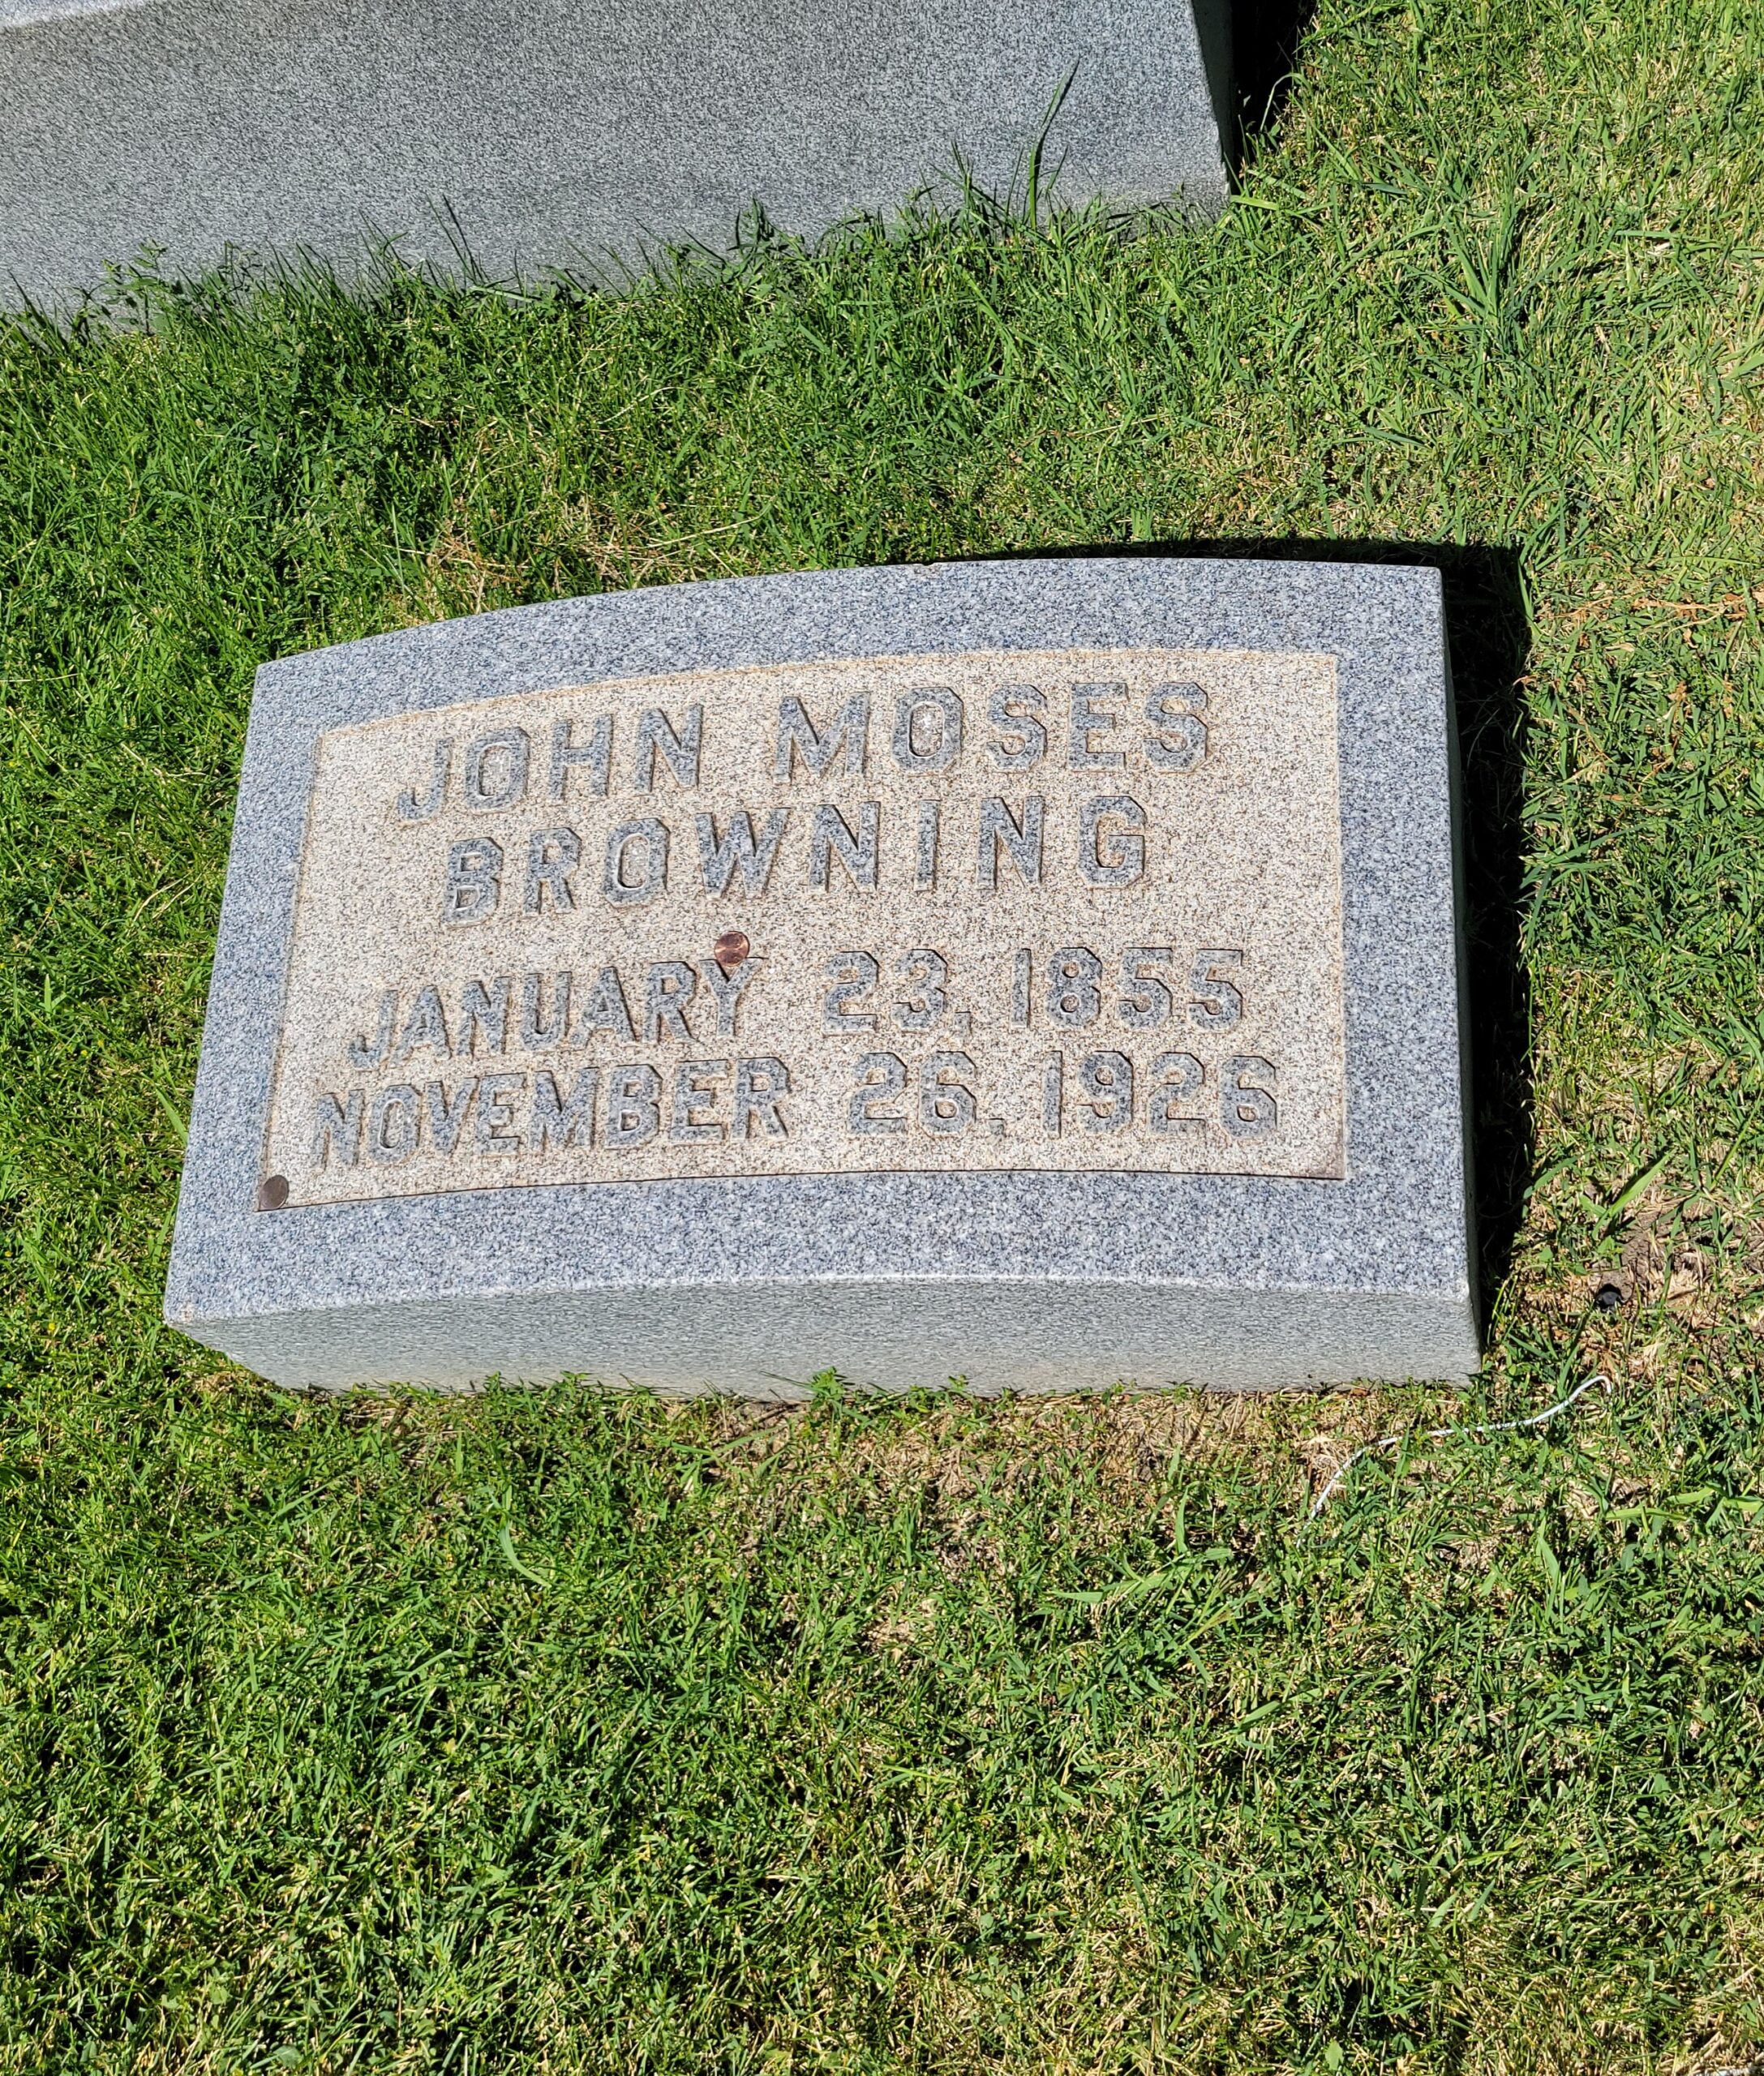 JOHN MOSES
BROWNING
JANUARY 23, 1855
NOVEMBER 26, 1926